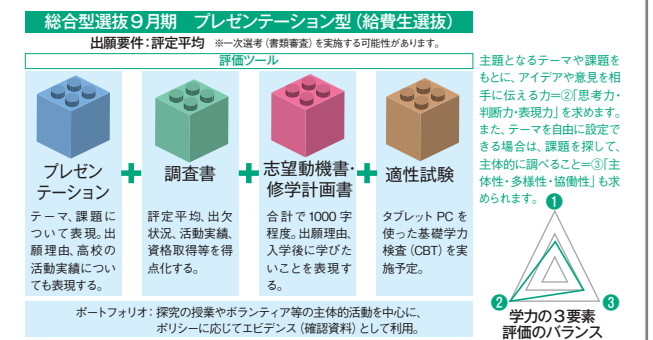 総合型選抜9月期 プレゼンテーション型(給費生選抜)
出願要件:評定平均 ※一次選考(書類審査)を実施する可能性があります。
評価ツール
プレゼン
テーション
テーマ、課題に
ついて表現。出
願理由、高校の
活動実績につい
ても表現する。
+
調査書
評定平均、出欠
状況、活動実績、
資格取得等を得
点化する。
+
志望動機書・
修学計画書
合計で1000字
程度。出願理由、
入学後に学びた
いことを表現す
る。
+
適性試験
タブレットPCを
使った基礎学力
検査(CBT)を実
施予定。
ポートフォリオ:探究の授業やボランティア等の主体的活動を中心に、
ポリシーに応じてエビデンス(確認資料)として利用。
主題となるテーマや課題を
もとに、アイデアや意見を相
手に伝える力=②「思考力・
判断力・表現力」を求めます。
また、テーマを自由に設定で
きる場合は、課題を探して、
主体的に調べること=③「主
体性・多様性・協働性」も求
められます。
❶
❷
❸
学力の3要素
評価のバランス